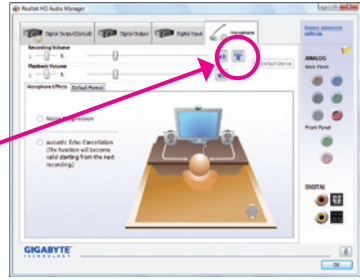 Realtek HD Audio Manager
Digital Output(Optical)
Digital Output
Digital Input
Microphone
Device advanced settings
Recording Volume
L
R
Playback Volume
L
R
Default Device
Microphone Effects
Default Format
Noise Suppression
Acoustic Echo Cancellation
(The function will become
valid starting from the next
recording.)
ANALOG
Back Panel
Front Panel
DIGITAL
GIGABYTE
TECHNOLOGY
i
OK